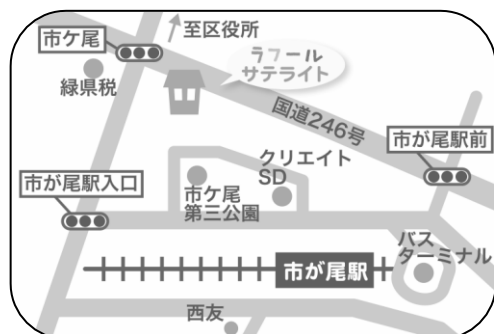 至区役所
市ケ尾
ラフール
サテライト
緑県税
国道246号
市が尾駅前
クリエイト
SD
市が尾駅入口
市ケ尾
第三公園
バス
ターミナル
市が尾駅
西友